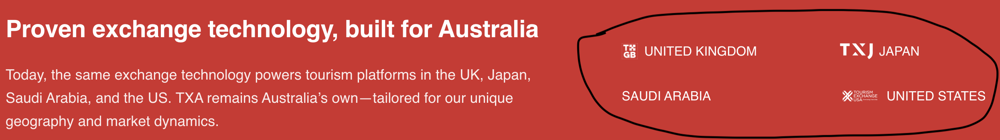 Proven exchange technology, built for Australia
Today, the same exchange technology powers tourism platforms in the UK, Japan,
Saudi Arabia, and the US. TXA remains Australia’s own—tailored for our unique
geography and market dynamics.
TXGB UNITED KINGDOM
TXJ JAPAN
SAUDI ARABIA
TOURISM
EXCHANGE
USA
UNITED STATES